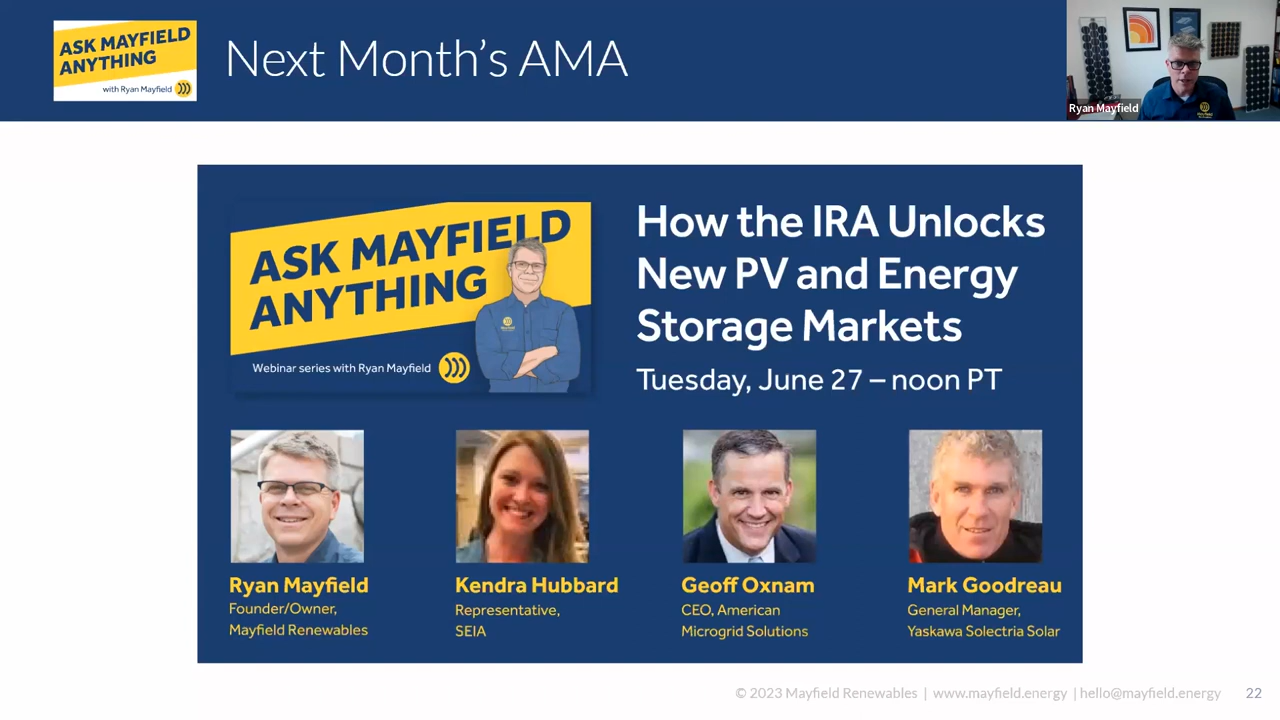 ASK MAYFIELD
ANYTHING
with Ryan Mayfield
Next Month's AMA
Ryan Mayfield
ASK MAYFIELD
ANYTHING
Webinar series with Ryan Mayfield
How the IRA Unlocks
New PV and Energy
Storage Markets
Tuesday, June 27 – noon PT
Ryan Mayfield
Founder/Owner,
Mayfield Renewables
Kendra Hubbard
Representative,
SEIA
Geoff Oxnam
CEO, American
Microgrid Solutions
Mark Goodreau
General Manager,
Yaskawa Solectria Solar
© 2023 Mayfield Renewables | www.mayfield.energy | hello@mayfield.energy 22